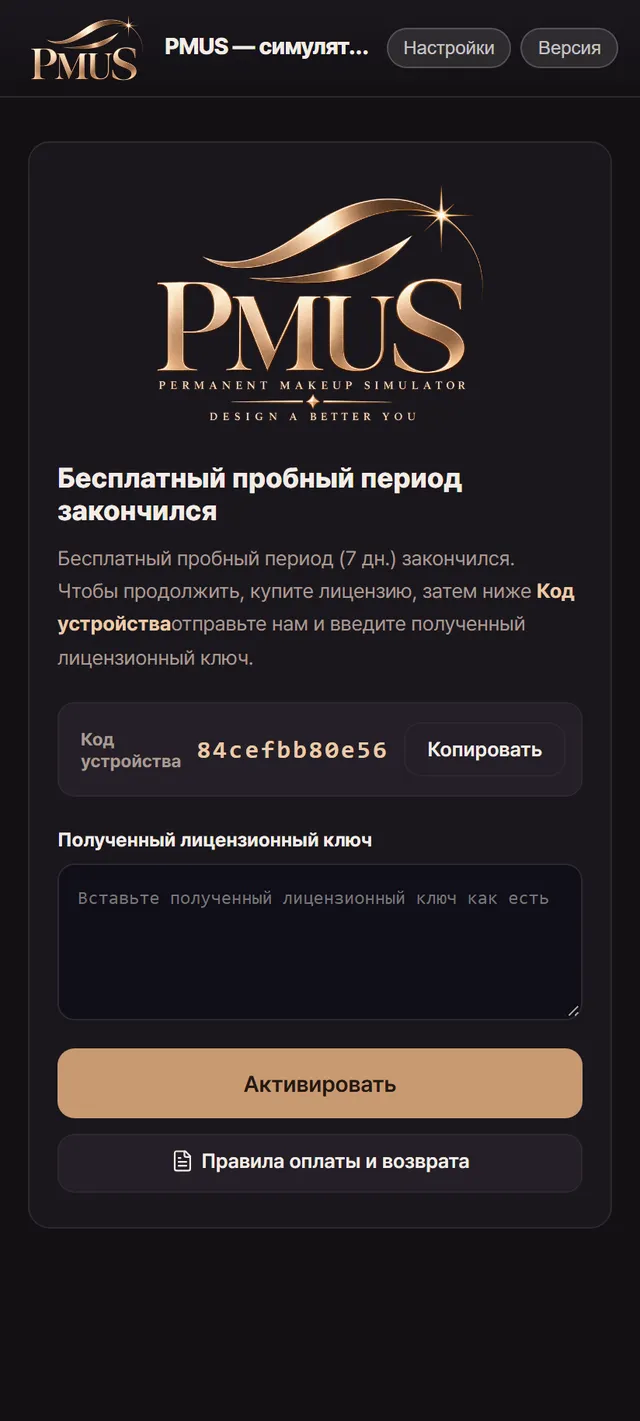 PMUS
PMUS — симулят...
Настройки
Версия
PMUS
PERMANENT MAKEUP SIMULATOR
DESIGN A BETTER YOU
Бесплатный пробный период
закончился
Бесплатный пробный период (7 дн.) закончился.
Чтобы продолжить, купите лицензию, затем ниже Код
устройстваотправьте нам и введите полученный
лицензионный ключ.
Код
устройства
84cefbb80e56
Копировать
Полученный лицензионный ключ
Вставьте полученный лицензионный ключ как есть
Активировать
Правила оплаты и возврата